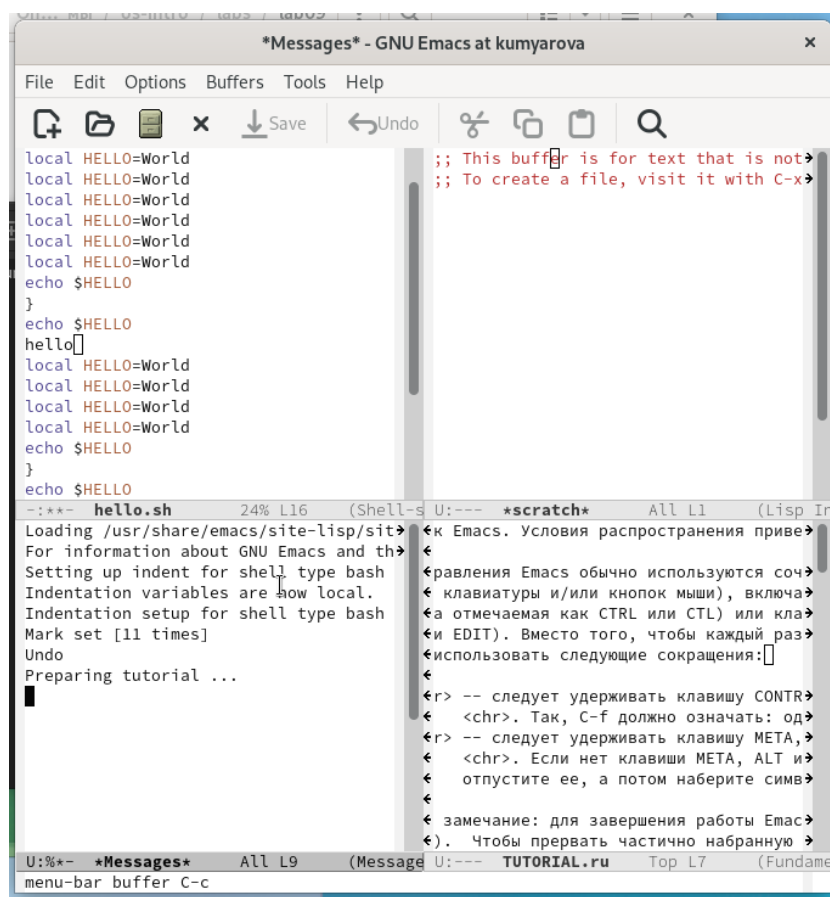 os-intro / labs / lab09
*Messages* - GNU Emacs at kumyarova
File Edit Options Buffers Tools Help
Save Undo
local HELLO=World
local HELLO=World
local HELLO=World
local HELLO=World
local HELLO=World
local HELLO=World
echo $HELLO
}
echo $HELLO
hello
local HELLO=World
local HELLO=World
local HELLO=World
local HELLO=World
echo $HELLO
}
echo $HELLO
-:**- hello.sh 24% L16 (Shell-s
;; This buffer is for text that is not
;; To create a file, visit it with C-x
U:--- *scratch* All L1 (Lisp In
Loading /usr/share/emacs/site-lisp/sit
For information about GNU Emacs and th
Setting up indent for shell type bash
Indentation variables are now local.
Indentation setup for shell type bash
Mark set [11 times]
Undo
Preparing tutorial ...
U:%*- *Messages* All L9 (Message
к Emacs. Условия распространения приве
равления Emacs обычно используются соч
клавиатуры и/или кнопок мыши), включа
а отмечаемая как CTRL или CTL) или кла
и EDIT). Вместо того, чтобы каждый раз
использовать следующие сокращения:
r> -- следует удерживать клавишу CONTR
<chr>. Так, C-f должно означать: од
r> -- следует удерживать клавишу META,
<chr>. Если нет клавиши META, ALT и
отпустите ее, а потом наберите симв
замечание: для завершения работы Emac
). Чтобы прервать частично набранную
U:--- TUTORIAL.ru Top L7 (Fundame
menu-bar buffer C-c